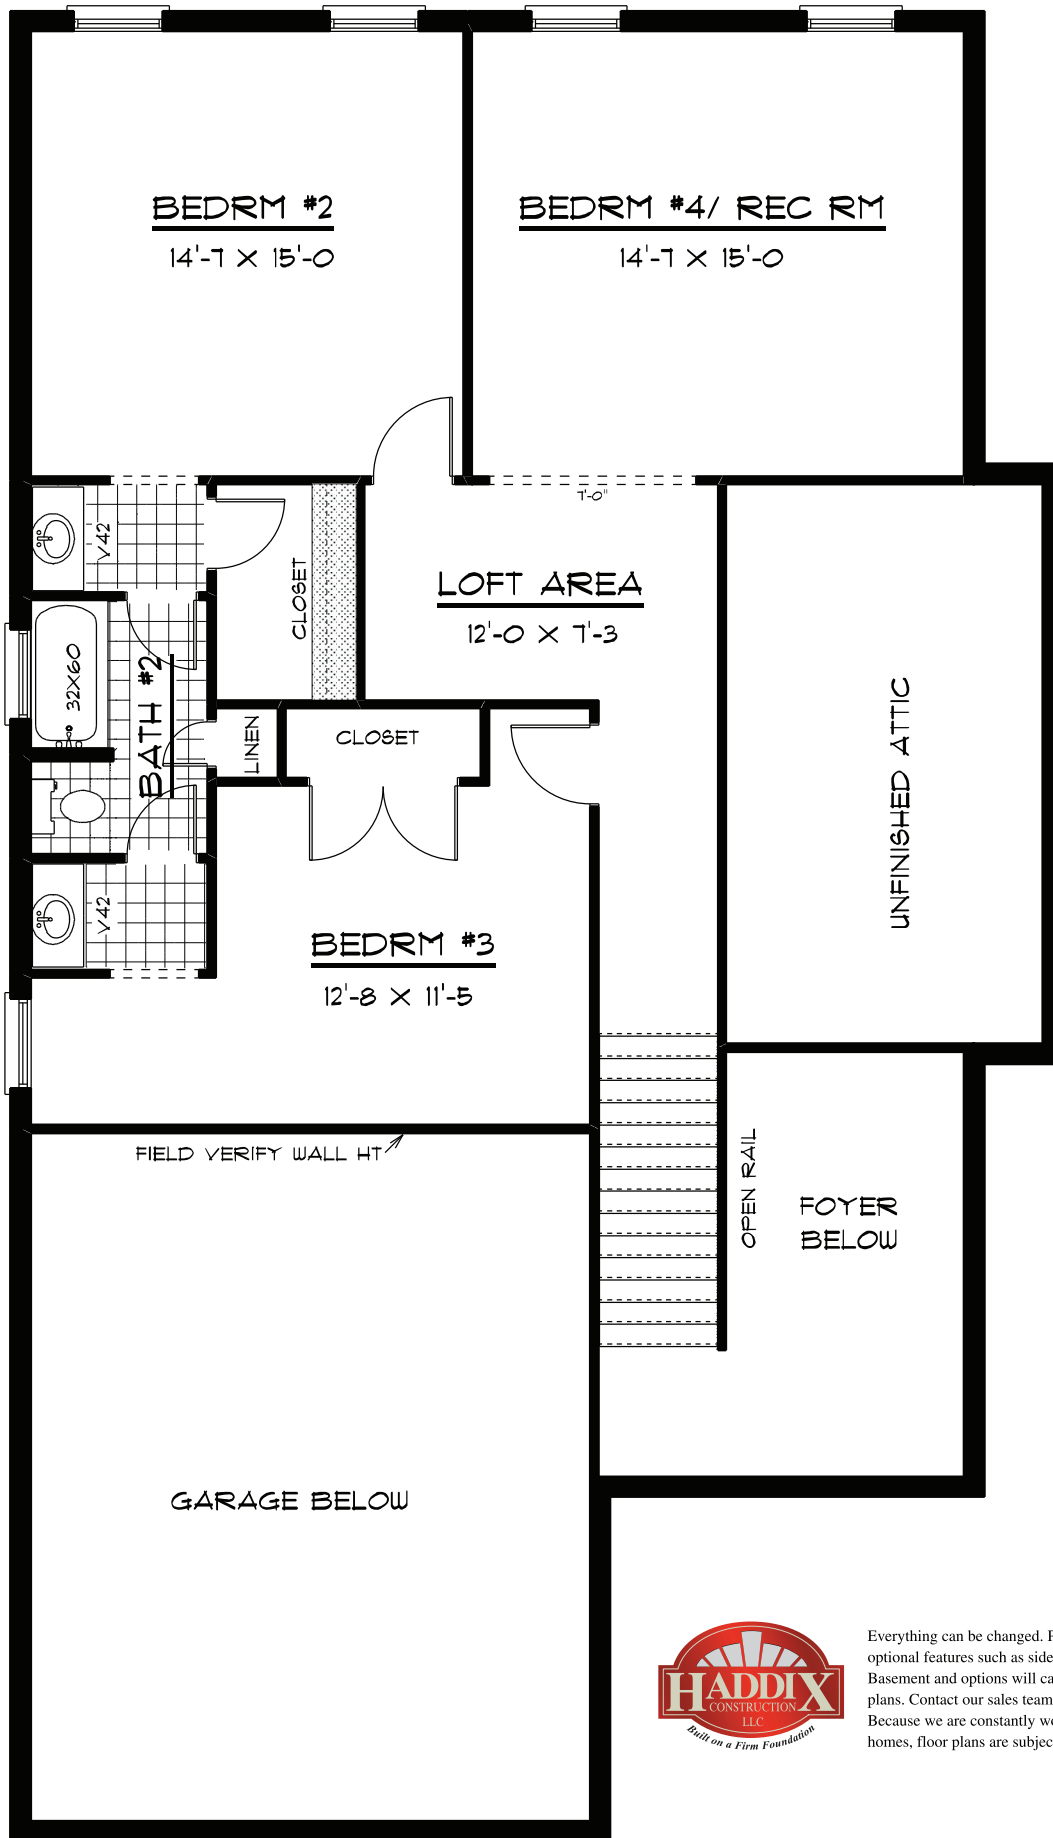 BEDRM #2
14'-7 X 15'-0
BEDRM #4/ REC RM
14'-7 X 15'-0
7'-0"
V42
CLOSET
LOFT AREA
12'-0 X 7'-3
32X60
BATH #2
LINEN
CLOSET
UNFINISHED ATTIC
V42
BEDRM #3
12'-8 X 11'-5
FIELD VERIFY WALL HT
OPEN RAIL
FOYER
BELOW
GARAGE BELOW
HADDIX
CONSTRUCTION
LLC
Built on a Firm Foundation
Everything can be changed.
optional features such as side
Basement and options will
plans. Contact our sales team
Because we are constantly
homes, floor plans are